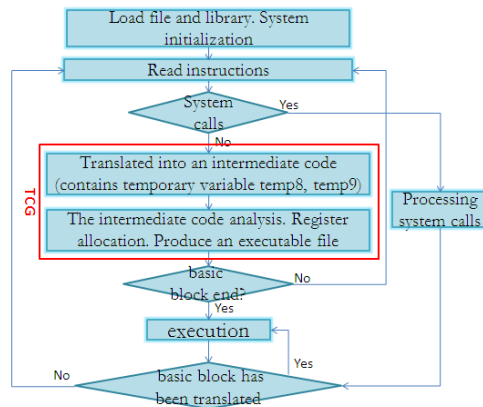 Load file and library. System
initialization
Read instructions
System
calls
Yes
No
TCG
Translated into an intermediate code
(contains temporary variable temp8, temp9)
The intermediate code analysis. Register
allocation. Produce an executable file
Processing
system calls
basic
block end?
No
Yes
execution
Yes
No
basic block has
been translated